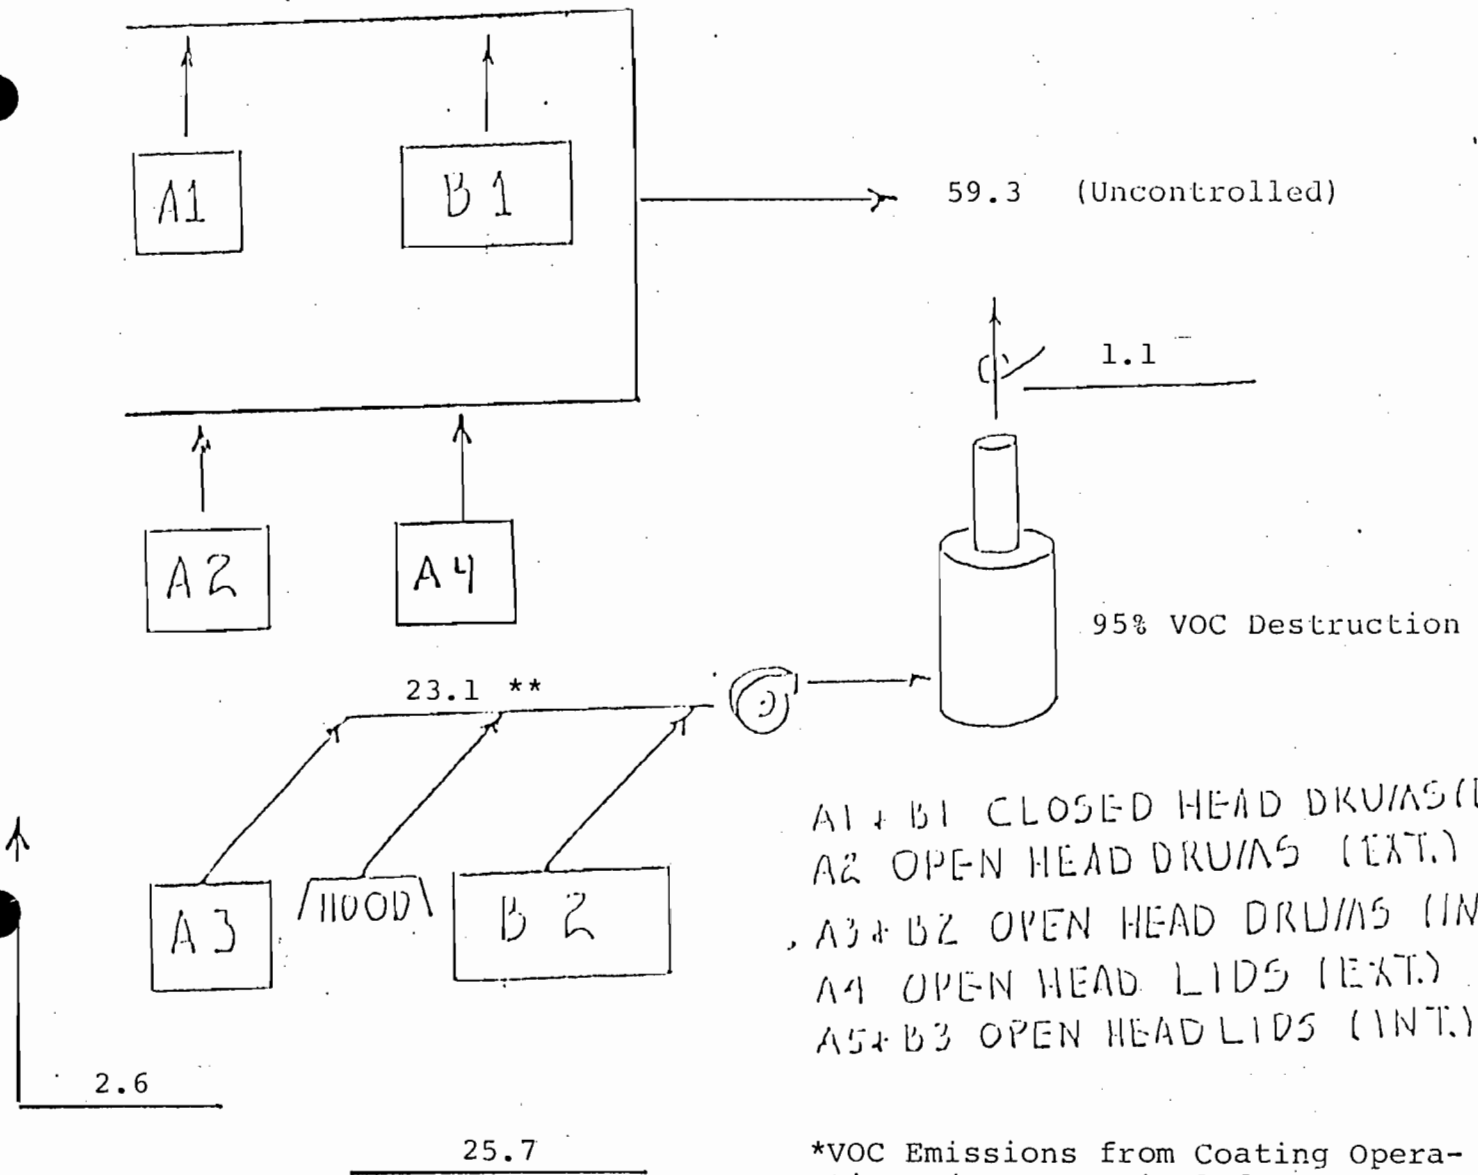 A1 B1
59.3 (Uncontrolled)
1.1
A2 A4
95% VOC Destruction
23.1 **
A3 HOOD B2
A1 + B1 CLOSED HEAD DRUMS
A2 OPEN HEAD DRUMS (EXT.)
A3 + B2 OPEN HEAD DRUMS (IN
A4 OPEN HEAD LIDS (EXT.)
A5 + B3 OPEN HEAD LIDS (INT.)
2.6
25.7
*VOC Emissions from Coating Opera-